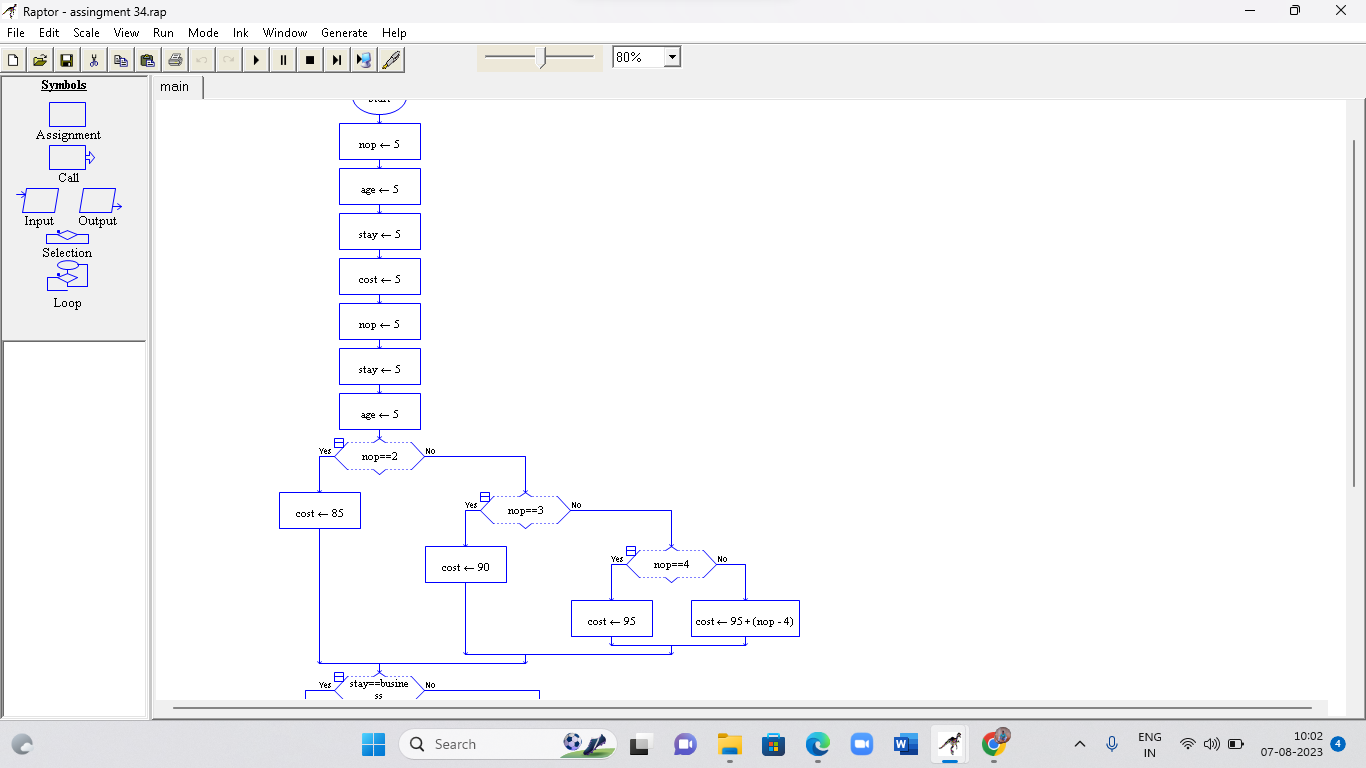 Raptor - assingment 34.rap
File Edit Scale View Run Mode Ink Window Generate Help
80%
Symbols
Assignment
Call
Input Output
Selection
Loop
main
nop ← 5
age ← 5
stay ← 5
cost ← 5
nop ← 5
stay ← 5
age ← 5
Yes nop==2 No
cost ← 85
Yes nop==3 No
cost ← 90
Yes nop==4 No
cost ← 95
cost ← 95 + (nop - 4)
Yes stay==busine No
ss
Search
ENG
IN
10:02
07-08-2023
4